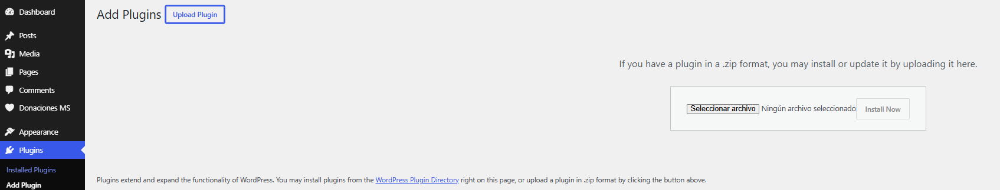 Dashboard
Posts
Media
Pages
Comments
Donaciones MS
Appearance
Plugins
Installed Plugins
Add Plugin
Add Plugins
Upload Plugin
If you have a plugin in a .zip format, you may install or update it by uploading it here.
Seleccionar archivo Ningún archivo seleccionado Install Now
Plugins extend and expand the functionality of WordPress. You may install plugins from the WordPress Plugin Directory right on this page, or upload a plugin in .zip format by clicking the button above.